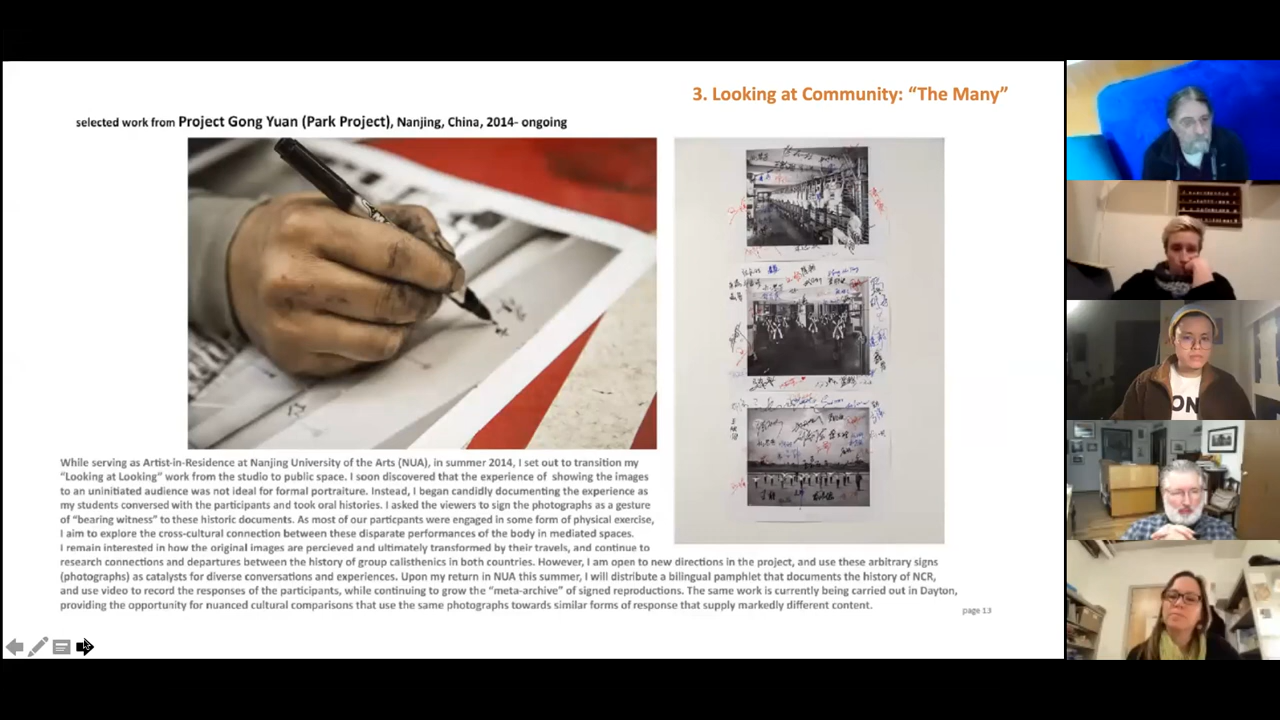 3. Looking at Community: “The Many”
selected work from Project Gong Yuan (Park Project), Nanjing, China, 2014- ongoing
While serving as Artist-in-Residence at Nanjing University of the Arts (NUA), in summer 2014, I set out to transition my
“Looking at Looking” work from the studio to public space. I soon discovered that the experience of showing the images
to an uninitiated audience was not ideal for formal portraiture. Instead, I began candidly documenting the experience as
my students conversed with the participants and took oral histories. I asked the viewers to sign the photographs as a gesture
of “bearing witness” to these historic documents. As most of our particpants were engaged in some form of physical exercise,
I aim to explore the cross-cultural connection between these disparate performances of the body in mediated spaces.
I remain interested in how the original images are percieved and ultimately transformed by their travels, and continue to
research connections and departures between the history of group calisthenics in both countries. However, I am open to new directions in the project, and use these arbitrary signs
(photographs) as catalysts for diverse conversations and experiences. Upon my return in NUA this summer, I will distribute a bilingual pamphlet that documents the history of NCR,
and use video to record the responses of the participants, while continuing to grow the “meta-archive” of signed reproductions. The same work is currently being carried out in Dayton,
providing the opportunity for nuanced cultural comparisons that use the same photographs towards similar forms of response that supply markedly different content.
page 13
ON